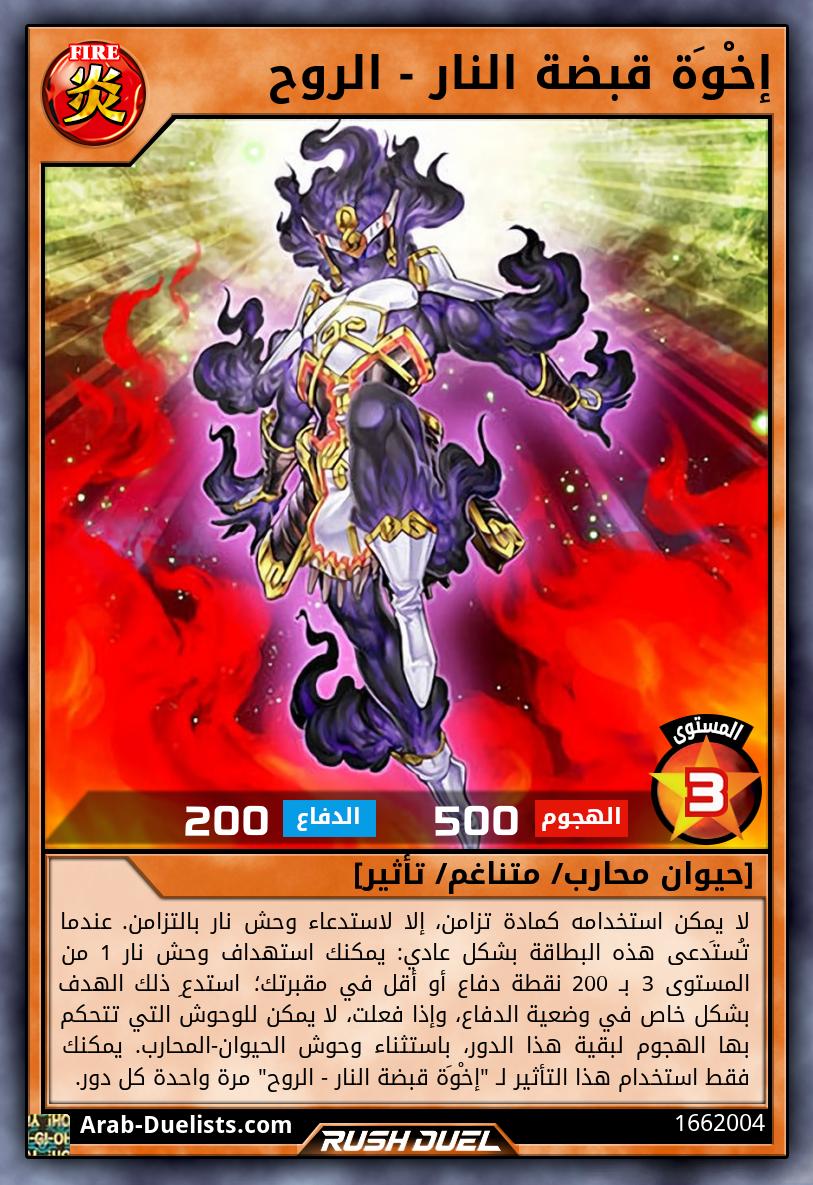 FIRE
炎
إخْوَة قبضة النار - الروح
المستوى
3
الهجوم 500 الدفاع 200
[حيوان محارب/ متناغم/ تأثير]
لا يمكن استخدامه كمادة تزامن، إلا لاستدعاء وحش نار بالتزامن. عندما
تُستَدعى هذه البطاقة بشكل عادي: يمكنك استهداف وحش نار 1 من
المستوى 3 بـ 200 نقطة دفاع أو أقل في مقبرتك؛ استدعِ ذلك الهدف
بشكل خاص في وضعية الدفاع، وإذا فعلت، لا يمكن للوحوش التي تتحكم
بها الهجوم لبقية هذا الدور، باستثناء وحوش الحيوان-المحارب. يمكنك
فقط استخدام هذا التأثير لـ "إخْوَة قبضة النار - الروح" مرة واحدة كل دور.
Arab-Duelists.com
RUSH DUEL
1662004